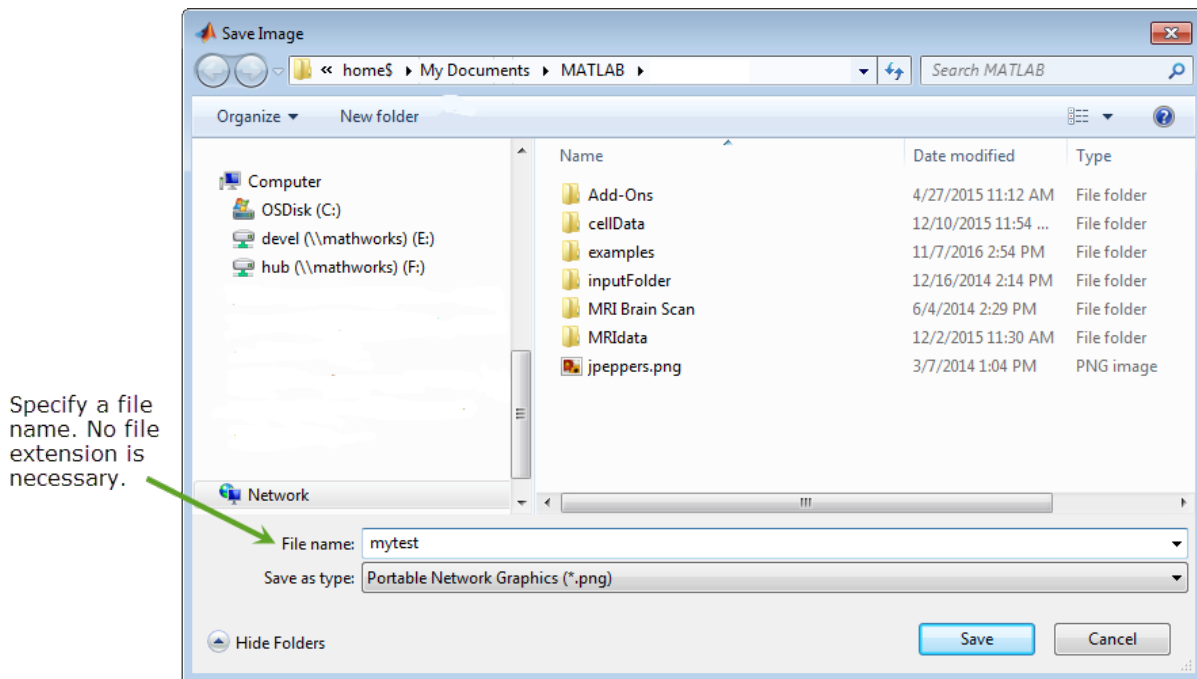 Save Image
« home$ ▸ My Documents ▸ MATLAB ▸
Search MATLAB
Organize
New folder
Computer
OSDisk (C:)
devel (\\mathworks) (E:)
hub (\\mathworks) (F:)
Network
Name Date modified Type
Add-Ons 4/27/2015 11:12 AM File folder
cellData 12/10/2015 11:54 ... File folder
examples 11/7/2016 2:54 PM File folder
inputFolder 12/16/2014 2:14 PM File folder
MRI Brain Scan 6/4/2014 2:29 PM File folder
MRIdata 12/2/2015 11:30 AM File folder
jpeppers.png 3/7/2014 1:04 PM PNG image
Specify a file
name. No file
extension is
necessary.
File name: mytest
Save as type: Portable Network Graphics (*.png)
Hide Folders
Save
Cancel